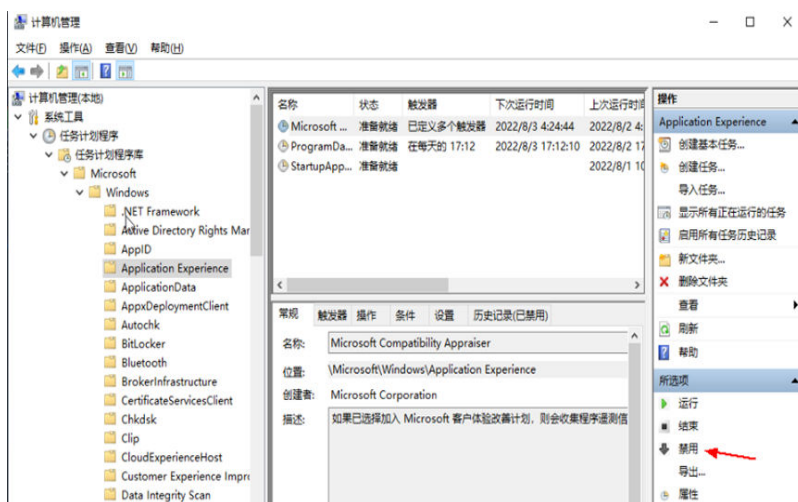 计算机管理
文件(F) 操作(A) 查看(V) 帮助(H)
计算机管理(本地)
系统工具
任务计划程序
任务计划程序库
Microsoft
Windows
.NET Framework
Active Directory Rights Mar
AppID
Application Experience
ApplicationData
AppxDeploymentClient
Autochk
BitLocker
Bluetooth
BrokerInfrastructure
CertificateServicesClient
Chkdsk
Clip
CloudExperienceHost
Customer Experience Impro
Data Integrity Scan
名称 状态 触发器 下次运行时间 上次运行时间
Microsoft ... 准备就绪 已定义多个触发器 2022/8/3 4:24:44 2022/8/2 4:
ProgramDa... 准备就绪 在每天的 17:12 2022/8/3 17:12:10 2022/8/2 17
StartupApp... 准备就绪 2022/8/1 10
常规 触发器 操作 条件 设置 历史记录(已禁用)
名称: Microsoft Compatibility Appraiser
位置: \Microsoft\Windows\Application Experience
创建者: Microsoft Corporation
描述: 如果已选择加入 Microsoft 客户体验改善计划，则会收集程序遥测信
操作
Application Experience
创建基本任务...
创建任务...
导入任务...
显示所有正在运行的任务
启用所有任务历史记录
新文件夹...
删除文件夹
查看
刷新
帮助
所选项
运行
结束
禁用
导出...
属性